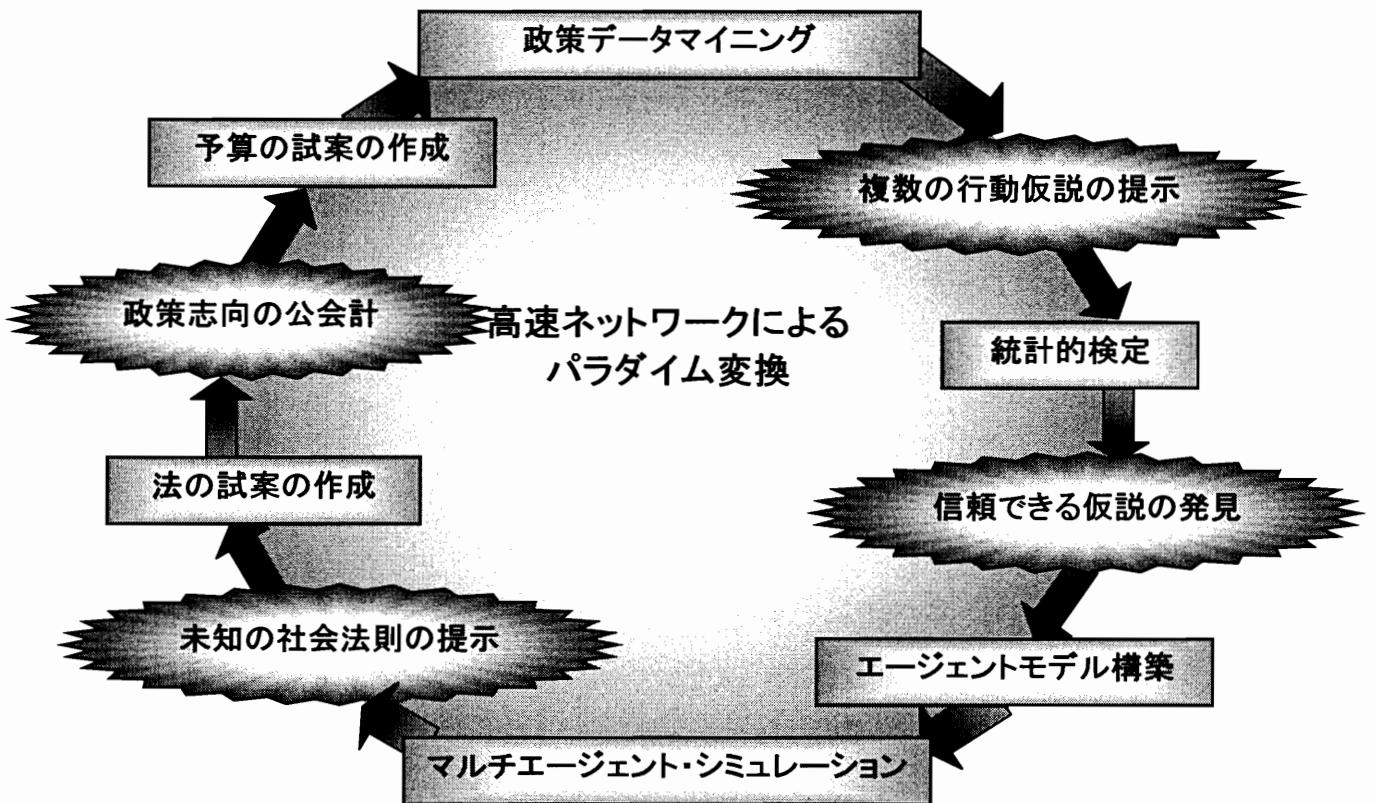 政策データマイニング
予算の試案の作成
複数の行動仮説の提示
政策志向の公会計
高速ネットワークによる
パラダイム変換
統計的検定
法の試案の作成
信頼できる仮説の発見
未知の社会法則の提示
エージェントモデル構築
マルチエージェント・シミュレーション